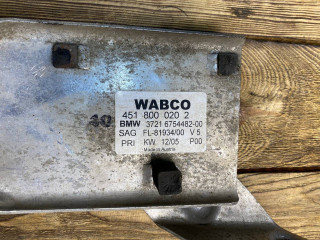 WABCO
451 800 020 2
BMW 3721 6754482-00
SAG FL-81934/00 V 5
PRI KW. 12/05 P00
Made in Austria